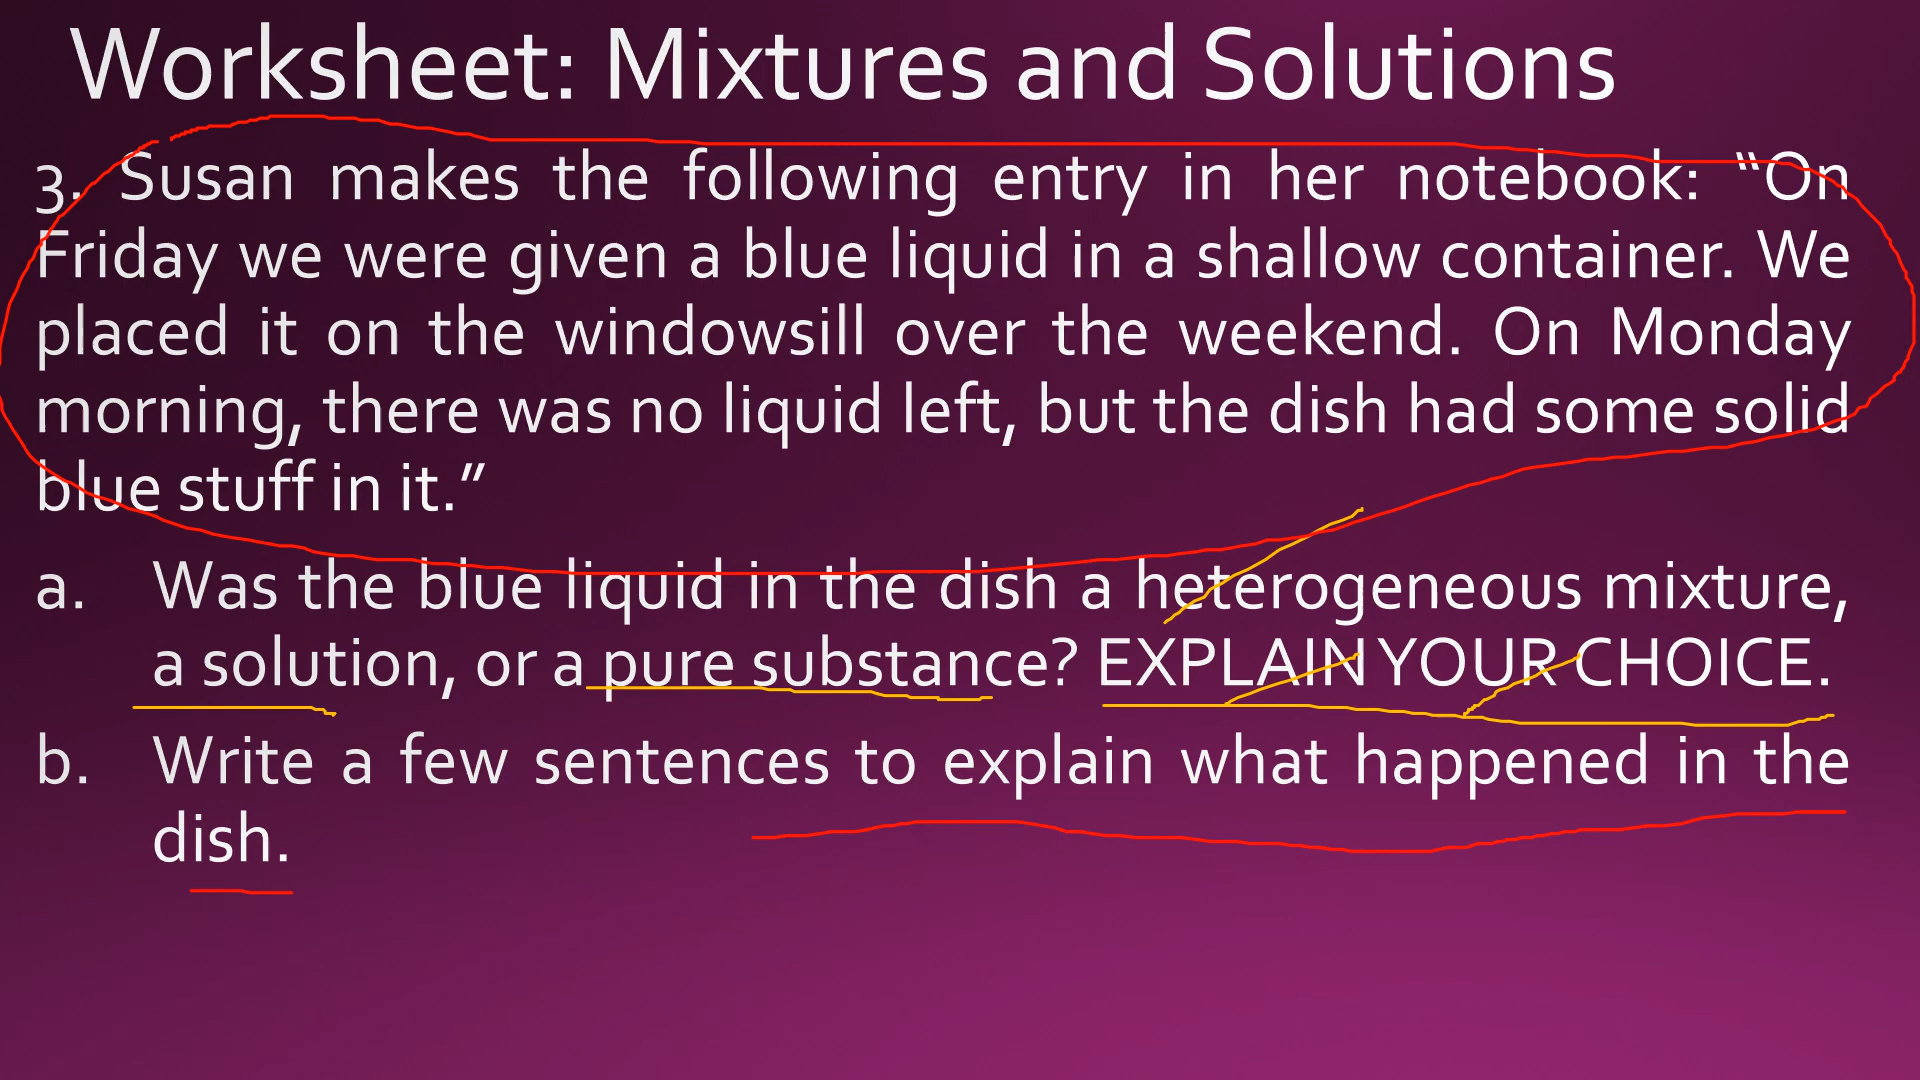 Worksheet: Mixtures and Solutions
3. Susan makes the following entry in her notebook: “On
Friday we were given a blue liquid in a shallow container. We
placed it on the windowsill over the weekend. On Monday
morning, there was no liquid left, but the dish had some solid
blue stuff in it.”
a. Was the blue liquid in the dish a heterogeneous mixture,
a solution, or a pure substance? EXPLAIN YOUR CHOICE.
b. Write a few sentences to explain what happened in the
dish.